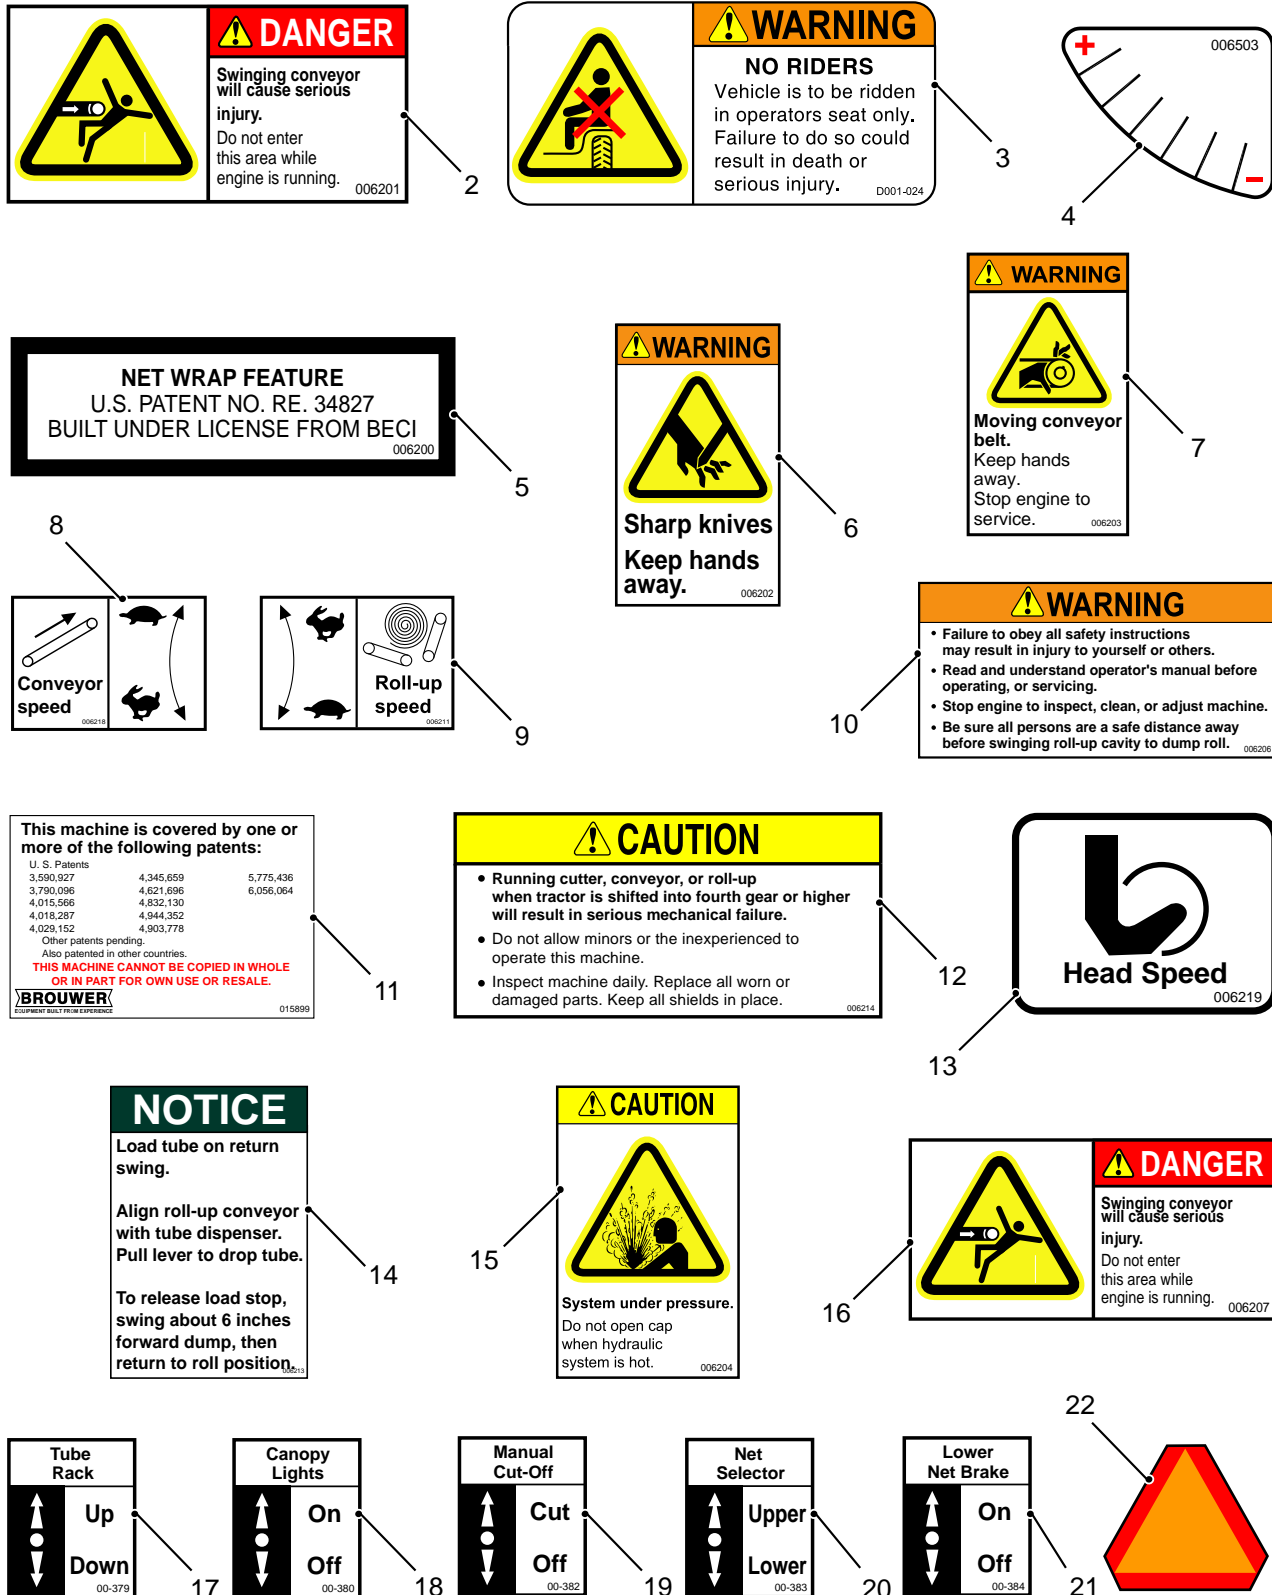 DANGER
Swinging conveyor
will cause serious
injury.
Do not enter
this area while
engine is running.
006201
2
WARNING
NO RIDERS
Vehicle is to be ridden
in operators seat only.
Failure to do so could
result in death or
serious injury.
D001-024
3
+
006503
−
4
NET WRAP FEATURE
U.S. PATENT NO. RE. 34827
BUILT UNDER LICENSE FROM BECI
006200
5
WARNING
Sharp knives
Keep hands
away.
006202
6
WARNING
Moving conveyor
belt.
Keep hands
away.
Stop engine to
service.
006203
7
8
Conveyor
speed
006218
Roll-up
speed
006211
9
WARNING
• Failure to obey all safety instructions
may result in injury to yourself or others.
• Read and understand operator's manual before
operating, or servicing.
• Stop engine to inspect, clean, or adjust machine.
• Be sure all persons are a safe distance away
before swinging roll-up cavity to dump roll.
006206
10
This machine is covered by one or
more of the following patents:
U. S. Patents
3,590,927 4,345,659 5,775,436
3,790,096 4,621,696 6,056,064
4,015,566 4,832,130
4,018,287 4,944,352
4,029,152 4,903,778
Other patents pending.
Also patented in other countries.
THIS MACHINE CANNOT BE COPIED IN WHOLE
OR IN PART FOR OWN USE OR RESALE.
BROUWER
EQUIPMENT BUILT FROM EXPERIENCE
015899
11
CAUTION
• Running cutter, conveyor, or roll-up
when tractor is shifted into fourth gear or higher
will result in serious mechanical failure.
• Do not allow minors or the inexperienced to
operate this machine.
• Inspect machine daily. Replace all worn or
damaged parts. Keep all shields in place.
006214
12
Head Speed
006219
13
NOTICE
Load tube on return
swing.
Align roll-up conveyor
with tube dispenser.
Pull lever to drop tube.
To release load stop,
swing about 6 inches
forward dump, then
return to roll position.
006213
14
CAUTION
System under pressure.
Do not open cap
when hydraulic
system is hot.
006204
15
DANGER
Swinging conveyor
will cause serious
injury.
Do not enter
this area while
engine is running.
006207
16
Tube
Rack
Up
Down
00-379
17
Canopy
Lights
On
Off
00-380
18
Manual
Cut-Off
Cut
Off
00-382
19
Net
Selector
Upper
Lower
00-383
20
Lower
Net Brake
On
Off
00-384
21
22